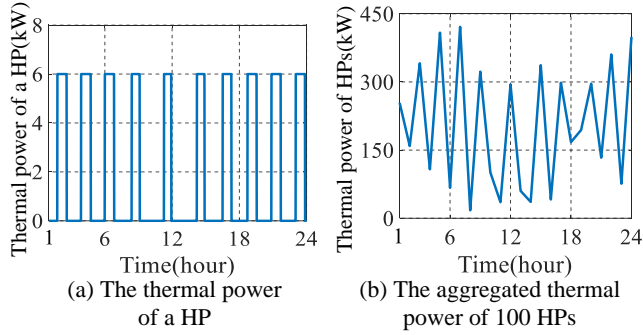 Thermal power of a HP(kW)
8
6
4
2
0
1
6
12
18
24
Time(hour)
(a) The thermal power
of a HP
Thermal power of HPs(kW)
450
300
150
0
1
6
12
18
24
Time(hour)
(b) The aggregated thermal
power of 100 HPs